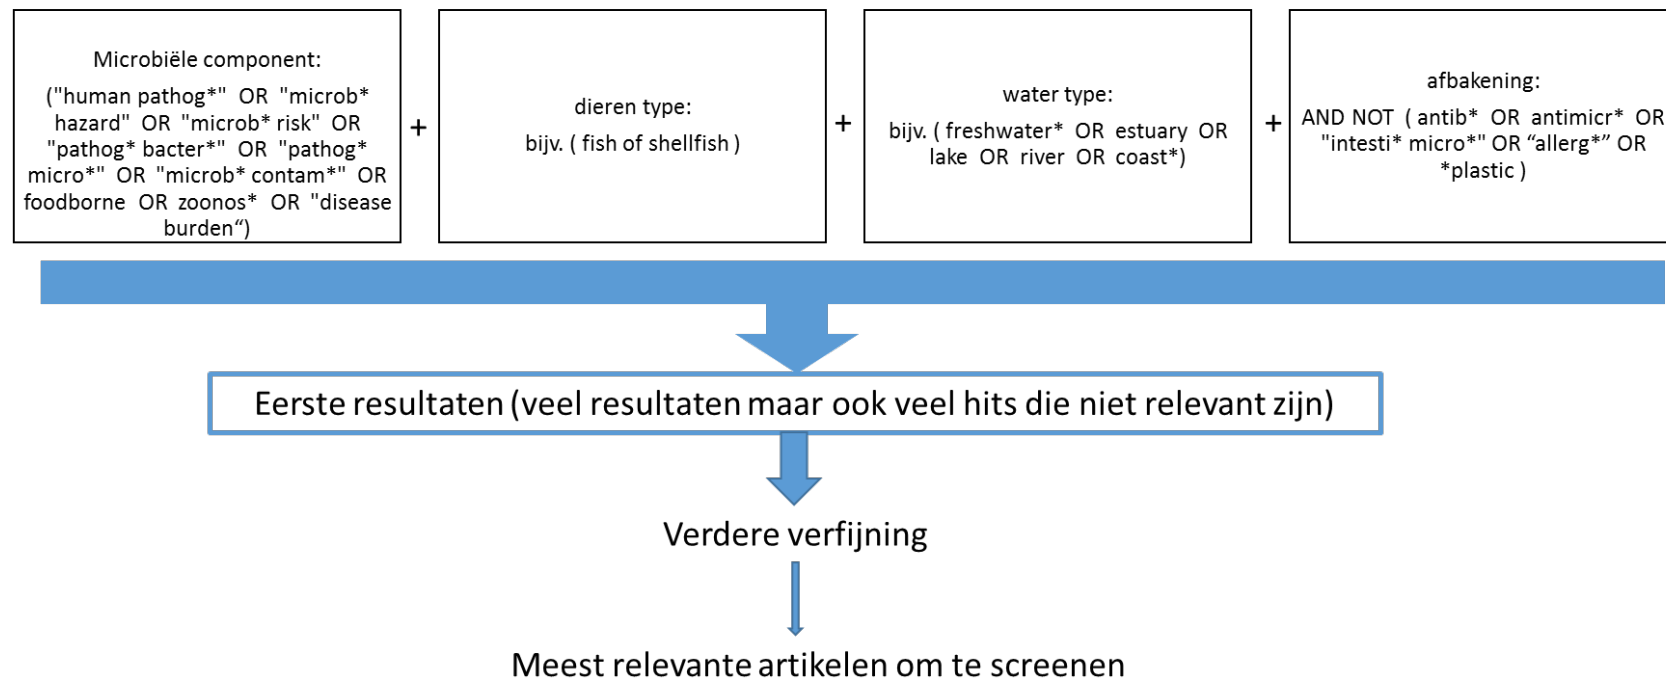 Microbiële component:
("human pathog*" OR "microb*
hazard" OR "microb* risk" OR
"pathog* bacter*" OR "pathog*
micro*" OR "microb* contam*" OR
foodborne OR zoonos* OR "disease
burden“)
+
dieren type:
bijv. ( fish of shellfish )
+
water type:
bijv. ( freshwater* OR estuary OR
lake OR river OR coast*)
+
afbakening:
AND NOT ( antib* OR antimicr* OR
"intesti* micro*" OR “allerg*” OR
*plastic )
Eerste resultaten (veel resultaten maar ook veel hits die niet relevant zijn)
Verdere verfijning
Meest relevante artikelen om te screenen